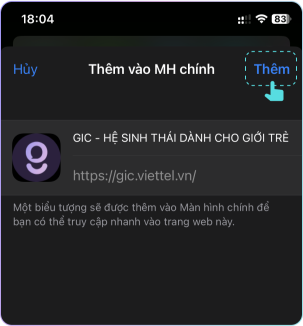 18:04
83
Hủy
Thêm vào MH chính
Thêm
GIC - HỆ SINH THÁI DÀNH CHO GIỚI TRẺ
https://gic.viettel.vn/
Một biểu tượng sẽ được thêm vào Màn hình chính để
bạn có thể truy cập nhanh vào trang web này.